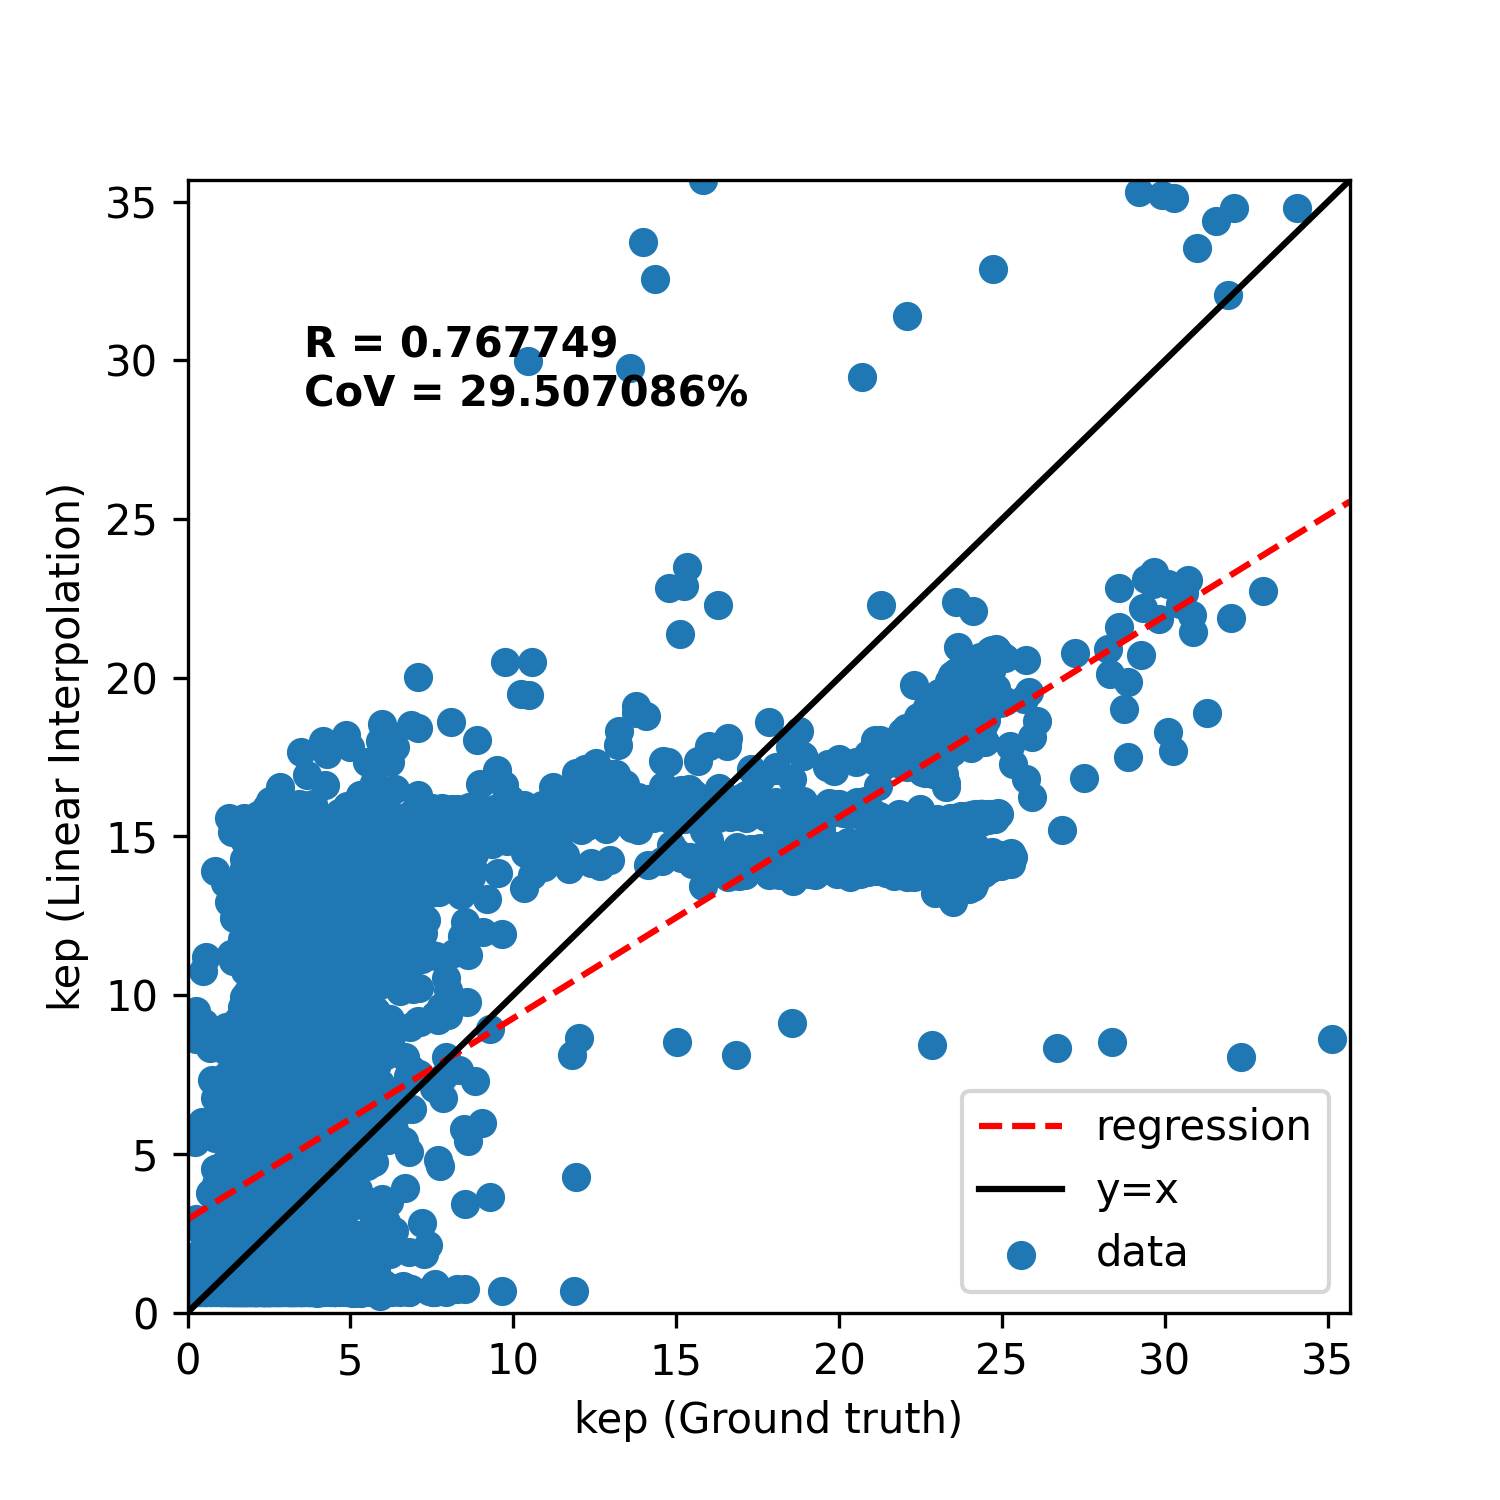 R = 0.767749
CoV = 29.507086%
35
30
25
20
15
10
5
0
kep (Linear Interpolation)
regression
y=x
data
0 5 10 15 20 25 30 35
kep (Ground truth)